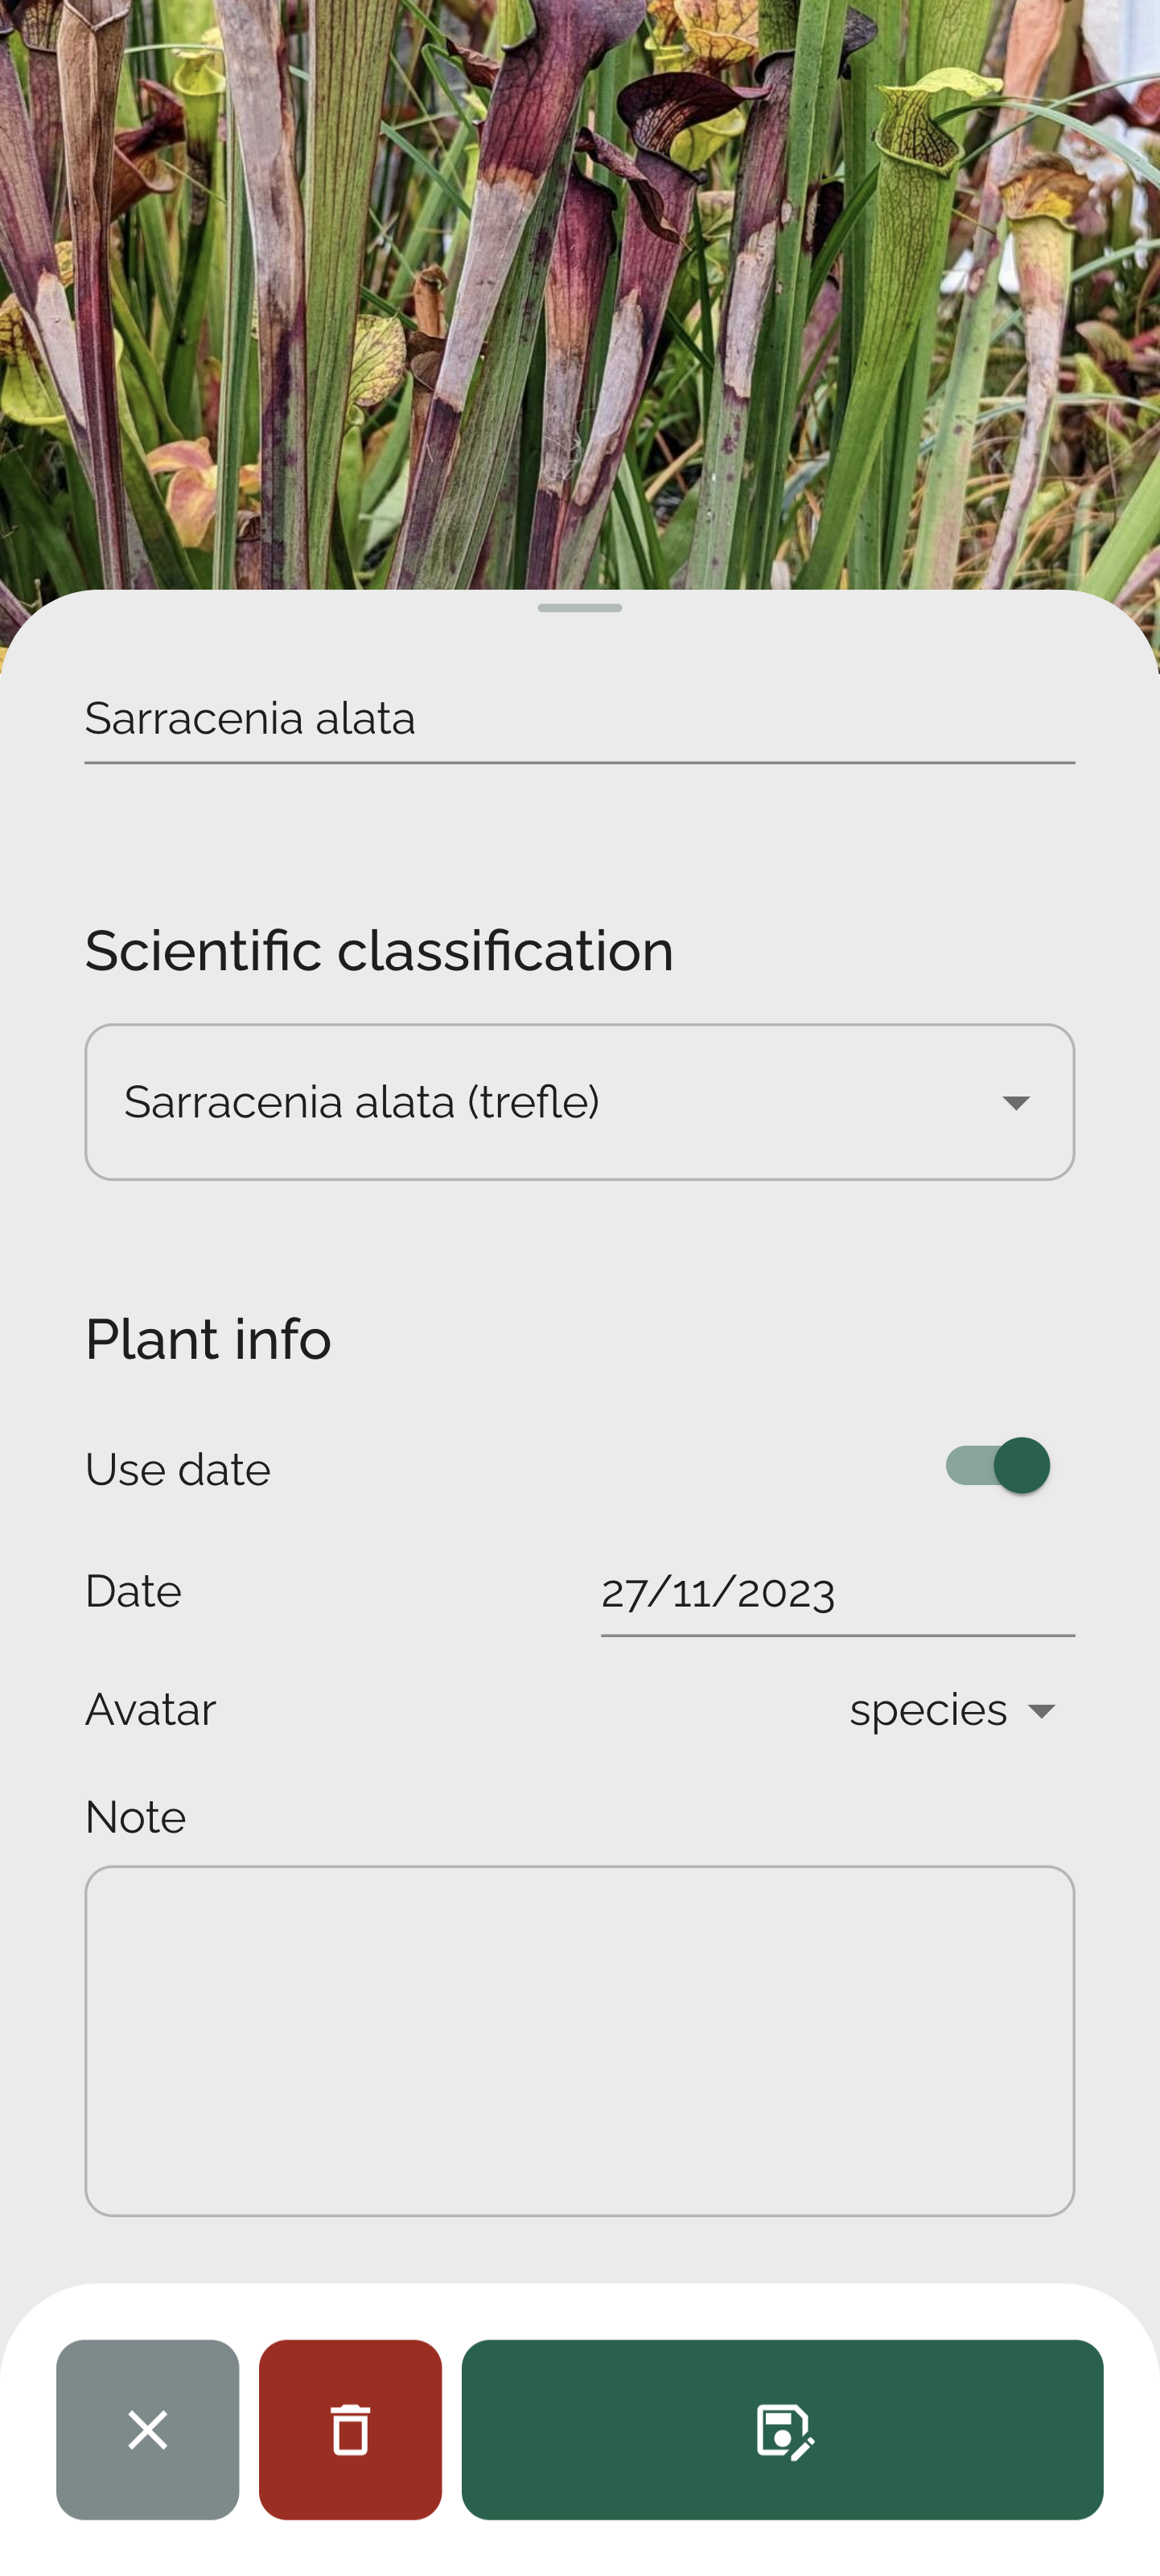 Sarracenia alata
Scientific classification
Sarracenia alata (trefle)
Plant info
Use date
Date
27/11/2023
Avatar
species
Note